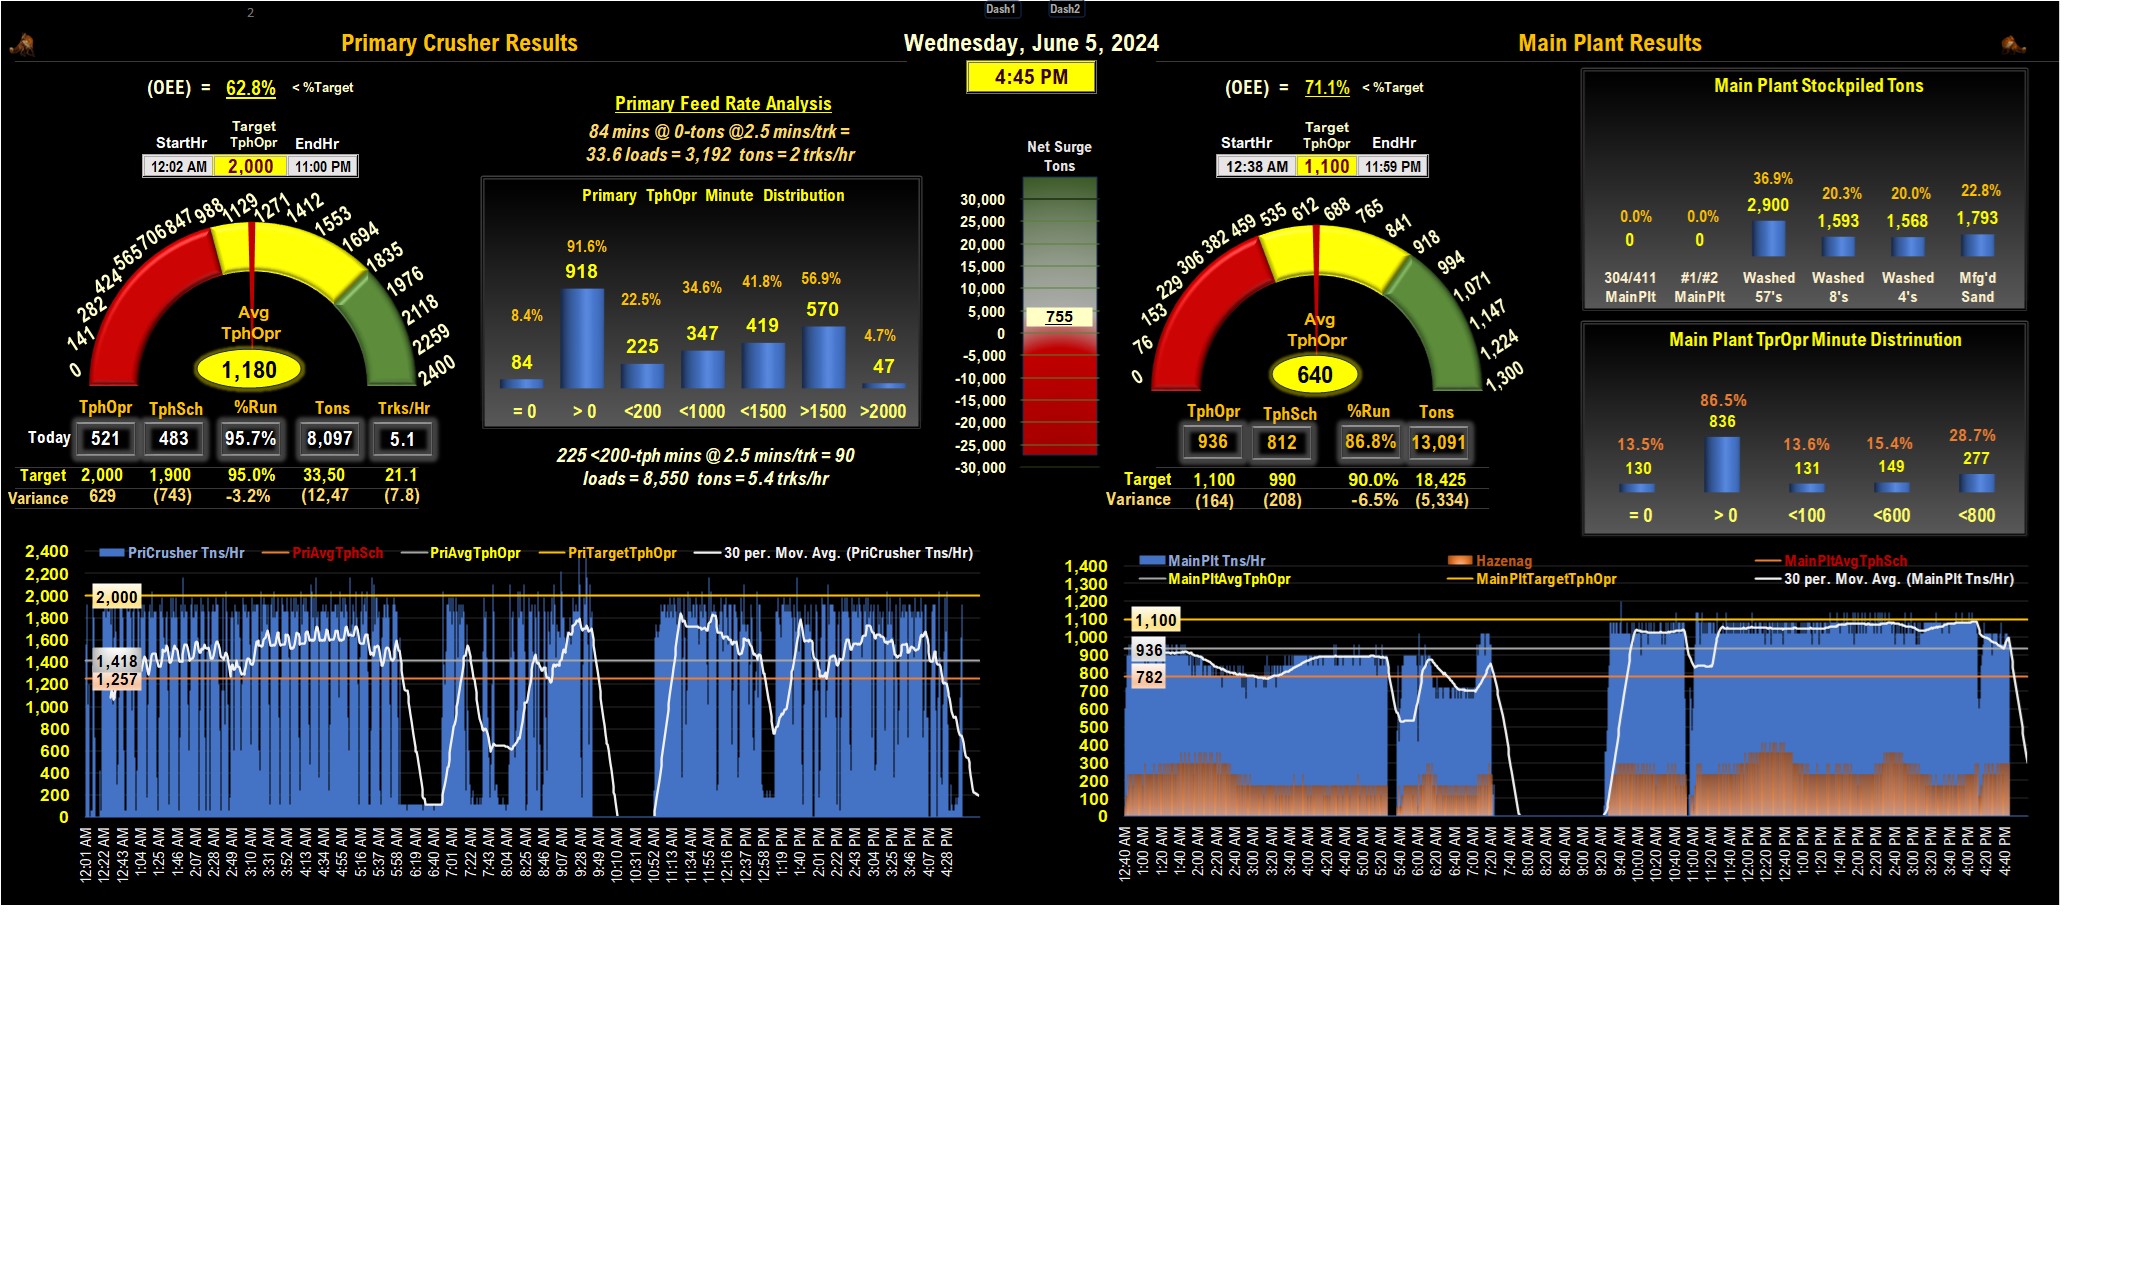 2
Dash1
Dash2
Primary Crusher Results
Wednesday, June 5, 2024
Main Plant Results
4:45 PM
(OEE) = 62.8% < %Target
StartHr
Target
TphOpr
EndHr
12:02 AM 2,000 11:00 PM
0
141
282
424
565
706
847
988
1129
1271
1412
1553
1694
1835
1976
2118
2259
2400
Avg
TphOpr
1,180
TphOpr TphSch %Run Tons Trks/Hr
Today 521 483 95.7% 8,097 5.1
Target 2,000 1,900 95.0% 33,50 21.1
Variance 629 (743) -3.2% (12,47 (7.8)
Primary Feed Rate Analysis
84 mins @ 0-tons @2.5 mins/trk =
33.6 loads = 3,192 tons = 2 trks/hr
Primary TphOpr Minute Distribution
8.4% 91.6% 22.5% 34.6% 41.8% 56.9% 4.7%
84 918 225 347 419 570 47
= 0 > 0 <200 <1000 <1500 >1500 >2000
225 <200-tph mins @ 2.5 mins/trk = 90
loads = 8,550 tons = 5.4 trks/hr
Net Surge
Tons
30,000
25,000
20,000
15,000
10,000
5,000
0
-5,000
-10,000
-15,000
-20,000
-25,000
-30,000
755
(OEE) = 71.1% < %Target
StartHr
Target
TphOpr
EndHr
12:38 AM 1,100 11:59 PM
0
76
153
229
306
382
459
535
612
688
765
841
918
994
1,071
1,147
1,224
1,300
Avg
TphOpr
640
TphOpr TphSch %Run Tons
936 812 86.8% 13,091
Target 1,100 990 90.0% 18,425
Variance (164) (208) -6.5% (5,334)
Main Plant Stockpiled Tons
0.0% 0.0% 36.9% 20.3% 20.0% 22.8%
0 0 2,900 1,593 1,568 1,793
304/411 #1/#2 Washed Washed Washed Mfg'd
MainPlt MainPlt 57's 8's 4's Sand
Main Plant TprOpr Minute Distrinution
13.5% 86.5% 13.6% 15.4% 28.7%
130 836 131 149 277
= 0 > 0 <100 <600 <800
PriCrusher Tns/Hr PriAvgTphSch PriAvgTphOpr PriTargetTphOpr 30 per. Mov. Avg. (PriCrusher Tns/Hr)
2,400
2,200
2,000
1,800
1,600
1,400
1,200
1,000
800
600
400
200
0
2,000
1,418
1,257
12:01 AM 12:22 AM 12:43 AM 1:04 AM 1:25 AM 1:46 AM 2:07 AM 2:28 AM 2:49 AM 3:10 AM 3:31 AM 3:52 AM 4:13 AM 4:34 AM 4:55 AM 5:16 AM 5:37 AM 5:58 AM 6:19 AM 6:40 AM 7:01 AM 7:22 AM 7:43 AM 8:04 AM 8:25 AM 8:46 AM 9:07 AM 9:28 AM 9:49 AM 10:10 AM 10:52 AM 11:13 AM 11:34 AM 11:55 AM 12:16 PM 12:37 PM 12:58 PM 1:19 PM 1:40 PM 2:01 PM 2:22 PM 2:43 PM 3:04 PM 3:25 PM 3:46 PM 4:07 PM 4:28 PM
MainPlt Tns/Hr Hazenag MainPltAvgTphSch
MainPltAvgTphOpr MainPltTargetTphOpr 30 per. Mov. Avg. (MainPlt Tns/Hr)
1,400
1,300
1,200
1,100
1,000
900
800
700
600
500
400
300
200
100
0
1,100
936
782
12:40 AM 1:00 AM 1:20 AM 1:40 AM 2:00 AM 2:20 AM 2:40 AM 3:00 AM 3:20 AM 3:40 AM 4:00 AM 4:20 AM 4:40 AM 5:00 AM 5:20 AM 5:40 AM 6:00 AM 6:20 AM 6:40 AM 7:00 AM 7:20 AM 7:40 AM 8:00 AM 8:20 AM 8:40 AM 9:00 AM 9:20 AM 9:40 AM 10:00 AM 10:20 AM 10:40 AM 11:00 AM 11:40 AM 12:00 PM 12:20 PM 12:40 PM 1:00 PM 1:20 PM 1:40 PM 2:00 PM 2:20 PM 2:40 PM 3:00 PM 3:20 PM 3:40 PM 4:00 PM 4:20 PM 4:40 PM